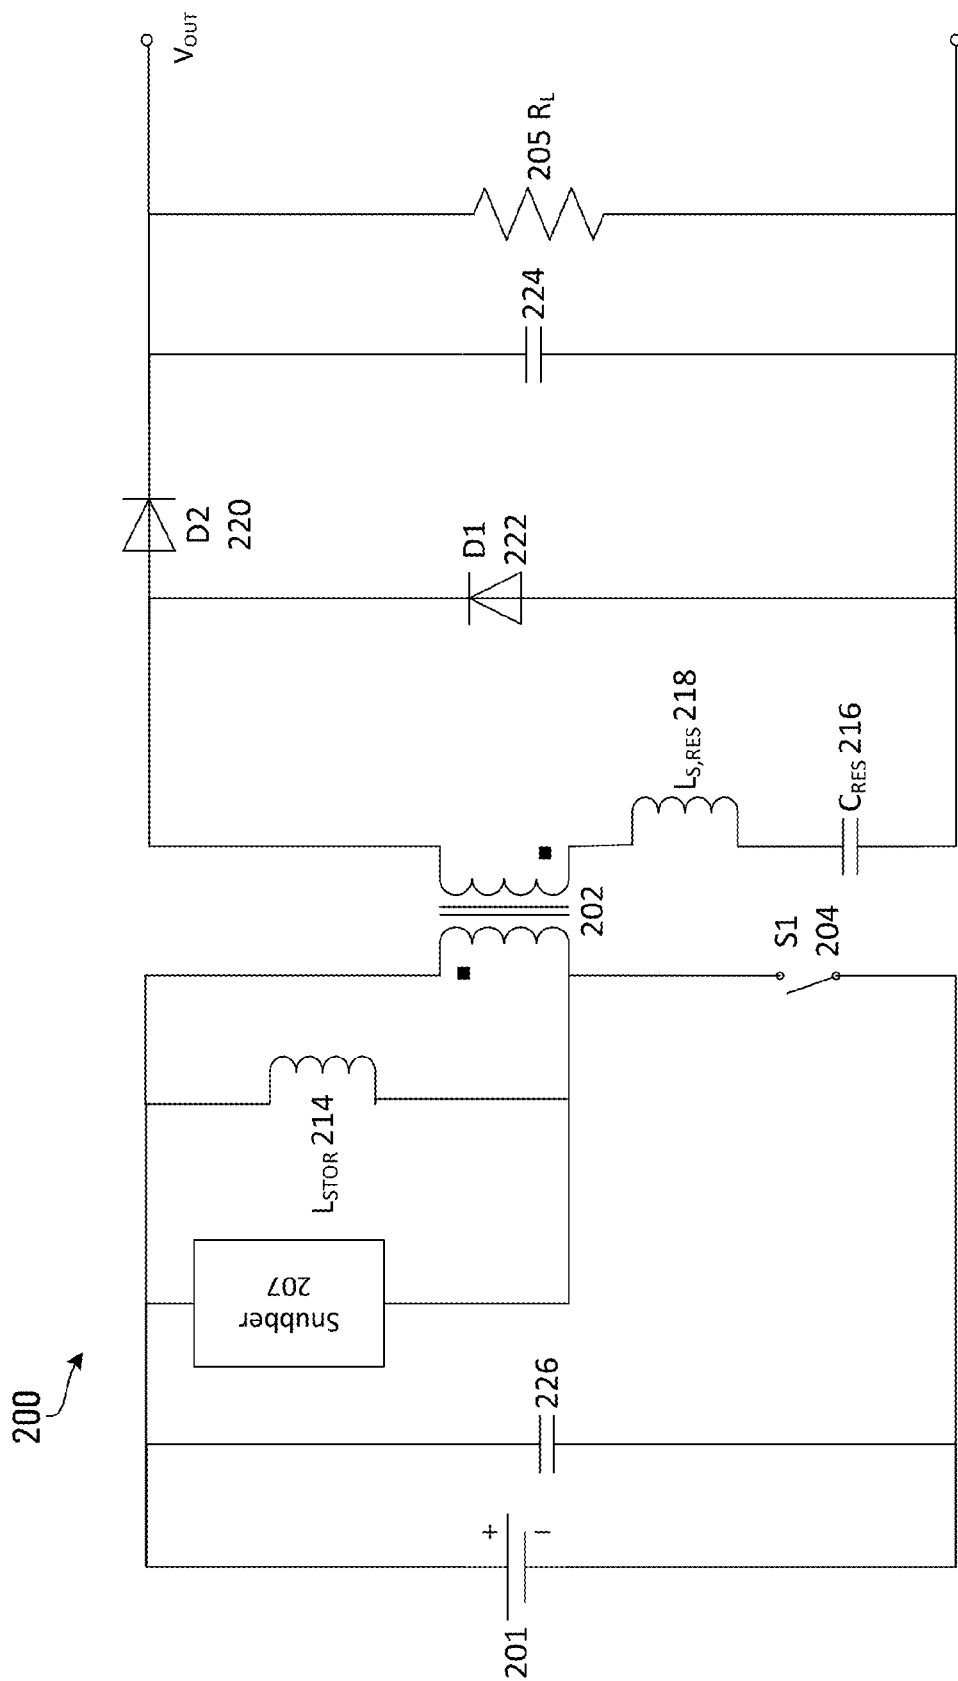 200
201
+
−
226
Snubber
207
L_STOR 214
202
S1
204
L_S,RES 218
C_RES 216
D1
222
D2
220
224
205 R_L
V_OUT